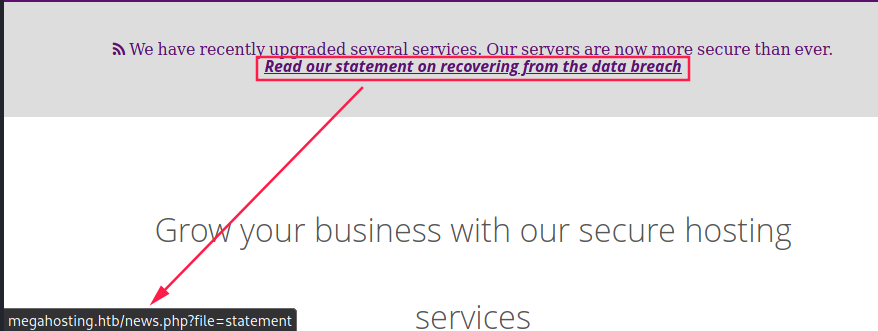 We have recently upgraded several services. Our servers are now more secure than ever.
Read our statement on recovering from the data breach
Grow your business with our secure hosting
services
megahosting.htb/news.php?file=statement